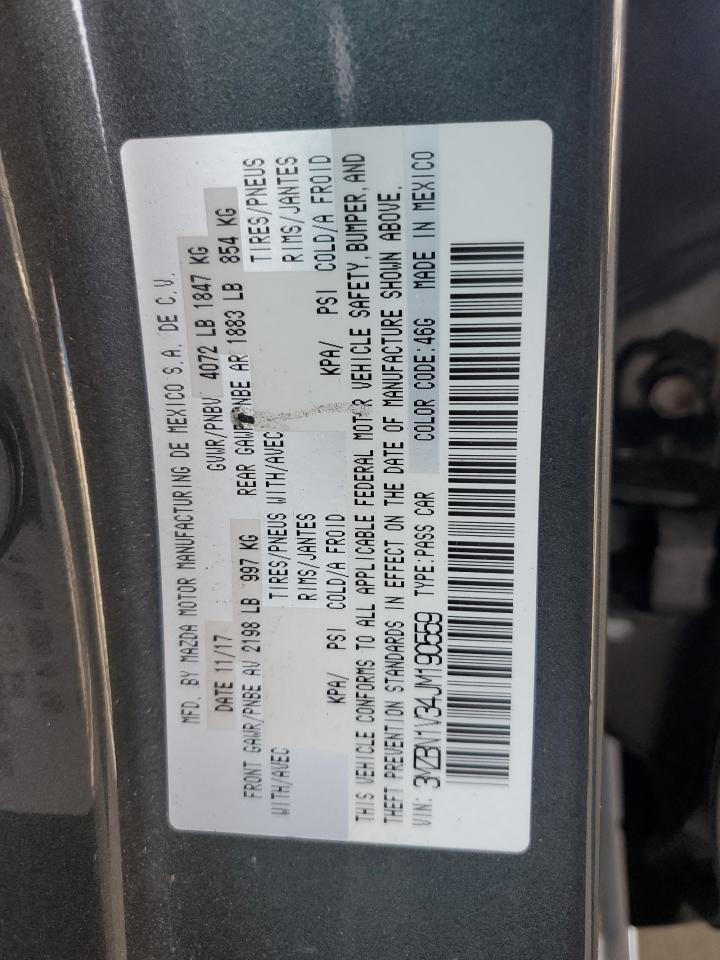 MFD. BY MAZDA MOTOR MANUFACTURING DE MEXICO S.A. DE C.V.
DATE 11/17 GVWR/PNBV 4072 LB 1847 KG
FRONT GAWR/PNBE AV 2198 LB 997 KG REAR GAWR/PNBE AR 1883 LB 854 KG
WITH/AVEC TIRES/PNEUS WITH/AVEC TIRES/PNEUS
RIMS/JANTES RIMS/JANTES
KPA/ PSI COLD/A FROID KPA/ PSI COLD/A FROID
THIS VEHICLE CONFORMS TO ALL APPLICABLE FEDERAL MOTOR VEHICLE SAFETY, BUMPER, AND
THEFT PREVENTION STANDARDS IN EFFECT ON THE DATE OF MANUFACTURE SHOWN ABOVE.
VIN: 3MZBN1V34JM190559 TYPE:PASS CAR COLOR CODE:46G MADE IN MEXICO